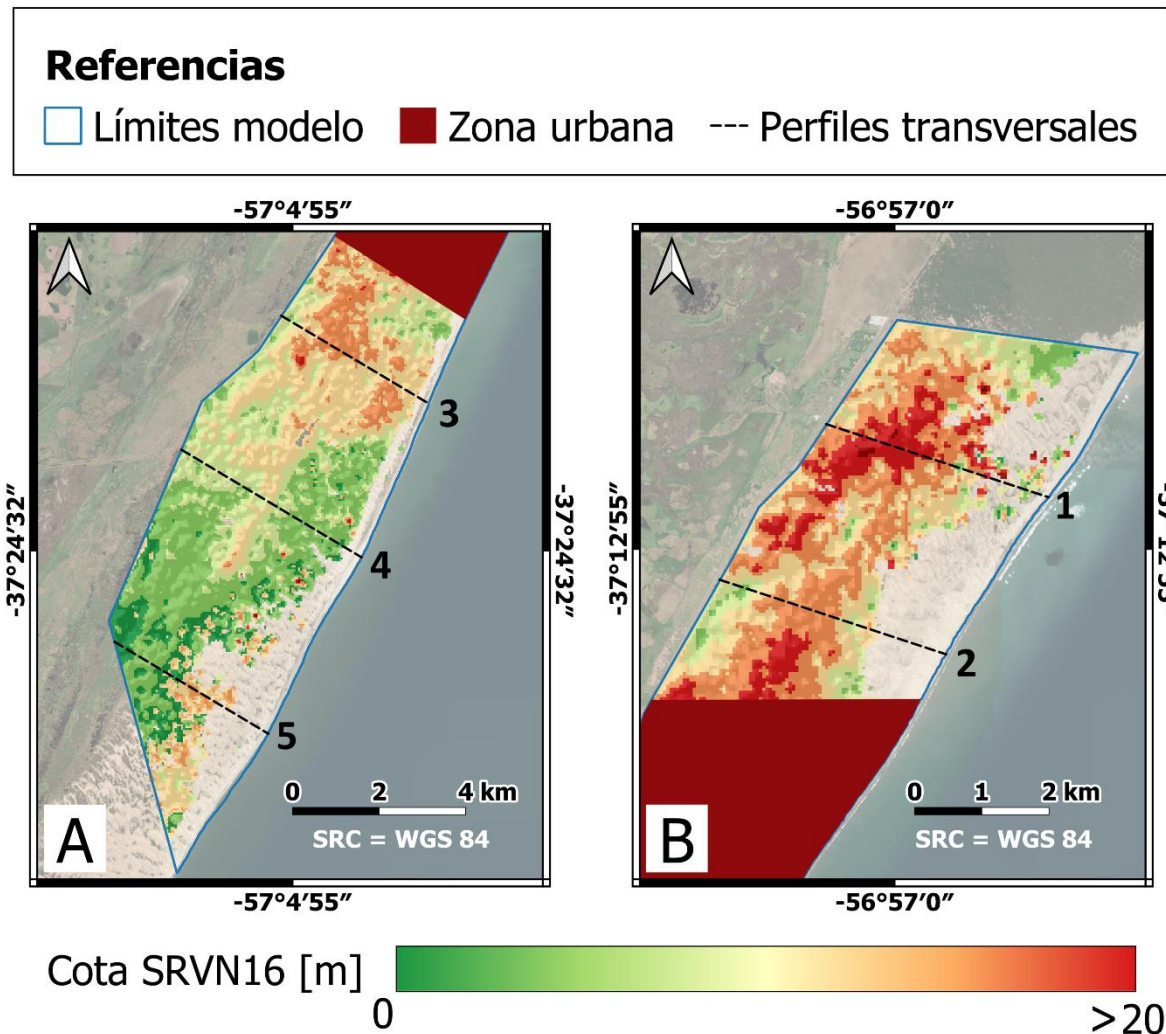 Referencias
Límites modelo Zona urbana --- Perfiles transversales
-57°4′55″ -56°57′0″
-37°24′32″ -37°24′32″ -37°12′55″
3
4
5
1
2
0 2 4 km
SRC = WGS 84
A
0 1 2 km
SRC = WGS 84
B
-57°4′55″ -56°57′0″
Cota SRVN16 [m]
0 >20